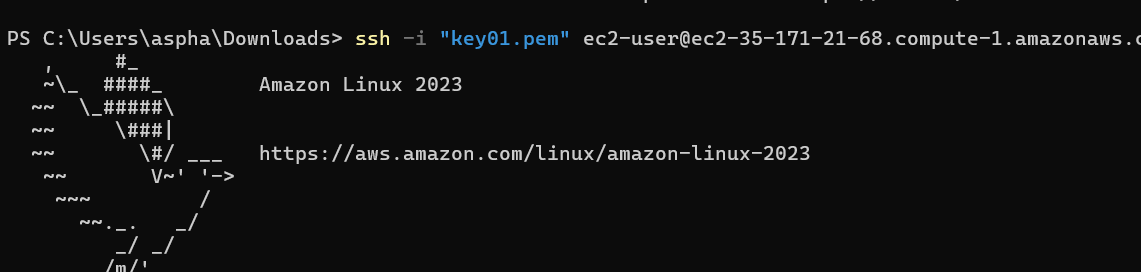 PS C:\Users\aspha\Downloads> ssh -i "key01.pem" ec2-user@ec2-35-171-21-68.compute-1.amazonaws.
   ,     #_
   ~\_  ####_        Amazon Linux 2023
  ~~  \_#####\
  ~~     \###|
  ~~       \#/ ___   https://aws.amazon.com/linux/amazon-linux-2023
   ~~       V~' '->
    ~~~         /
      ~~._.   _/
         _/ _/
        /m/'